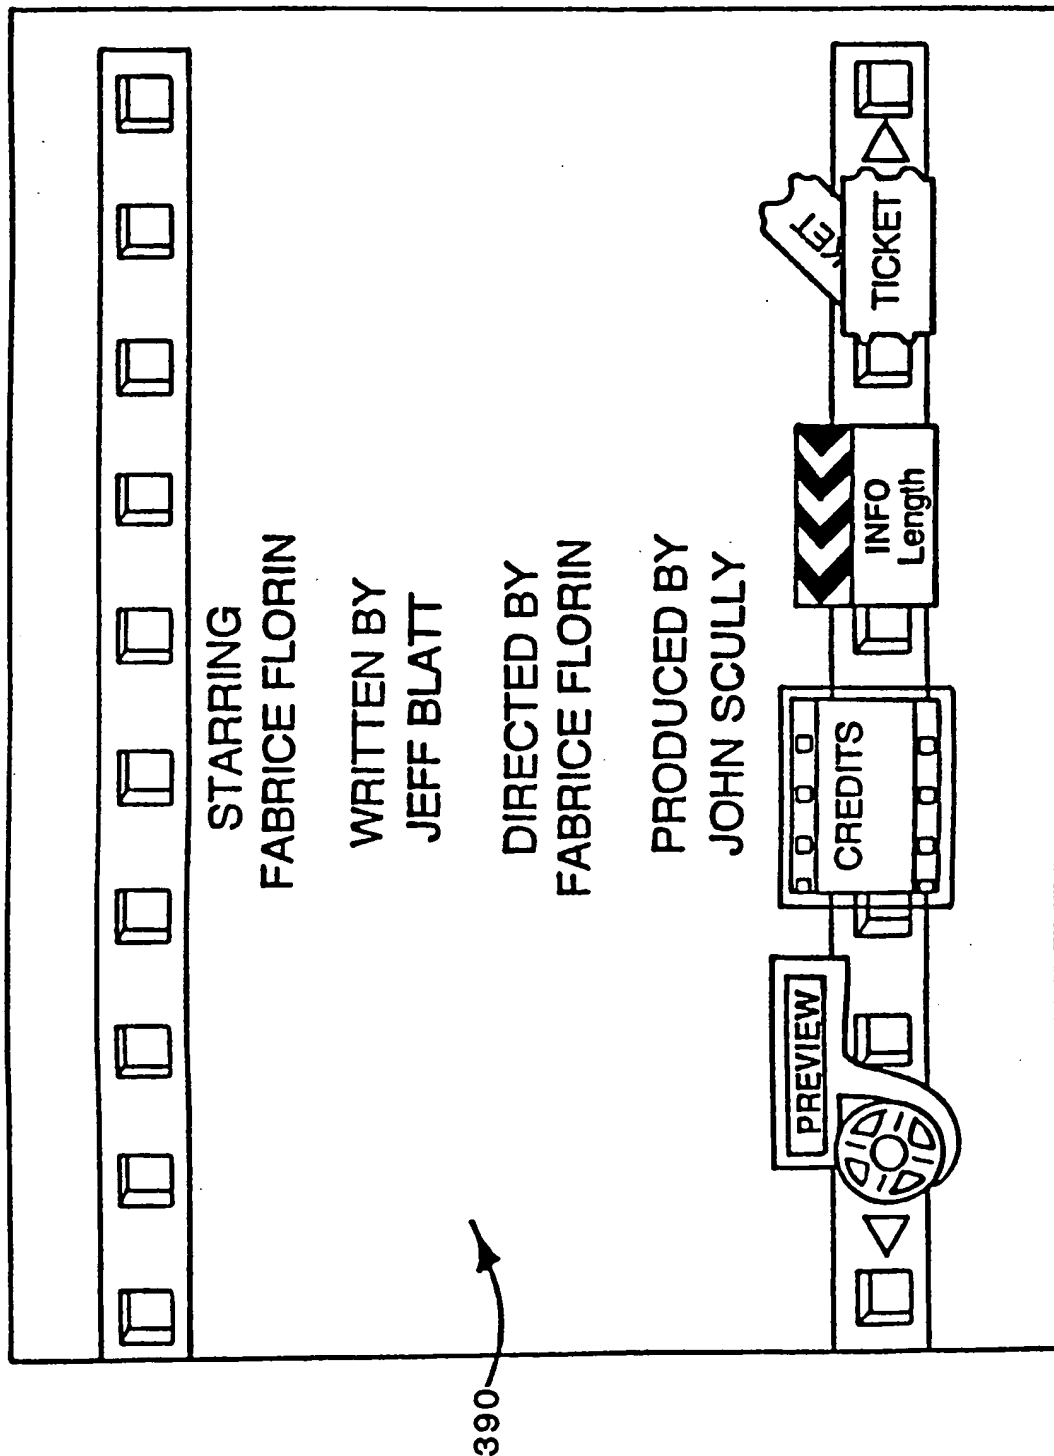 STARRING
FABRICE FLORIN
WRITTEN BY
JEFF BLATT
DIRECTED BY
FABRICE FLORIN
PRODUCED BY
JOHN SCULLY
PREVIEW
CREDITS
INFO
Length
KET
TICKET
390